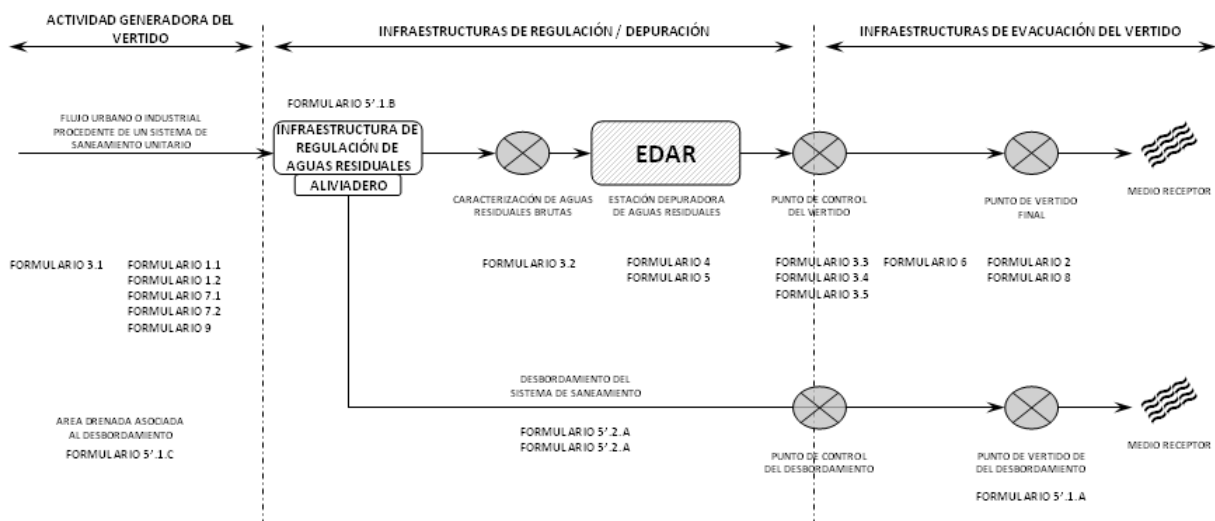 ACTIVIDAD GENERADORA DEL
VERTIDO
INFRAESTRUCTURAS DE REGULACIÓN / DEPURACIÓN
INFRAESTRUCTURAS DE EVACUACIÓN DEL VERTIDO
FLUJO URBANO O INDUSTRIAL
PROCEDENTE DE UN SISTEMA DE
SANEAMIENTO UNITARIO
FORMULARIO 5'.1.B
INFRAESTRUCTURA DE
REGULACIÓN DE
AGUAS RESIDUALES
ALIVIADERO
CARACTERIZACIÓN DE AGUAS
RESIDUALES BRUTAS
EDAR
ESTACIÓN DEPURADORA
DE AGUAS RESIDUALES
PUNTO DE CONTROL
DEL VERTIDO
PUNTO DE VERTIDO
FINAL
MEDIO RECEPTOR
FORMULARIO 3.1
FORMULARIO 1.1
FORMULARIO 1.2
FORMULARIO 7.1
FORMULARIO 7.2
FORMULARIO 9
FORMULARIO 3.2
FORMULARIO 4
FORMULARIO 5
FORMULARIO 3.3
FORMULARIO 3.4
FORMULARIO 3.5
FORMULARIO 6
FORMULARIO 2
FORMULARIO 8
AREA DRENADA ASOCIADA
AL DESBORDAMIENTO
FORMULARIO 5'.1.C
DESBORDAMIENTO DEL
SISTEMA DE SANEAMIENTO
FORMULARIO 5'.2.A
FORMULARIO 5'.2.A
PUNTO DE CONTROL
DEL DESBORDAMIENTO
PUNTO DE VERTIDO DE
DEL DESBORDAMIENTO
FORMULARIO 5'.1.A
MEDIO RECEPTOR